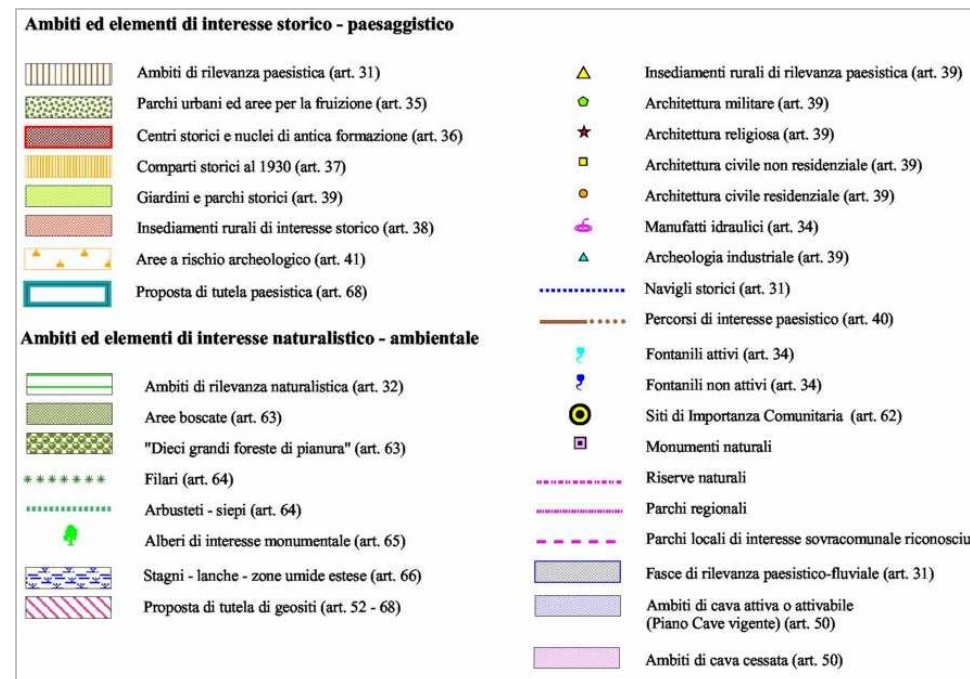 Ambiti ed elementi di interesse storico - paesaggistico
Ambiti di rilevanza paesistica (art. 31)
Parchi urbani ed aree per la fruizione (art. 35)
Centri storici e nuclei di antica formazione (art. 36)
Comparti storici al 1930 (art. 37)
Giardini e parchi storici (art. 39)
Insediamenti rurali di interesse storico (art. 38)
Aree a rischio archeologico (art. 41)
Proposta di tutela paesistica (art. 68)
Ambiti ed elementi di interesse naturalistico - ambientale
Ambiti di rilevanza naturalistica (art. 32)
Aree boscate (art. 63)
"Dieci grandi foreste di pianura" (art. 63)
Filari (art. 64)
Arbusteti - siepi (art. 64)
Alberi di interesse monumentale (art. 65)
Stagni - lanche - zone umide estese (art. 66)
Proposta di tutela di geositi (art. 52 - 68)
Insediamenti rurali di rilevanza paesistica (art. 39)
Architettura militare (art. 39)
Architettura religiosa (art. 39)
Architettura civile non residenziale (art. 39)
Architettura civile residenziale (art. 39)
Manufatti idraulici (art. 34)
Archeologia industriale (art. 39)
Navigli storici (art. 31)
Percorsi di interesse paesistico (art. 40)
Fontanili attivi (art. 34)
Fontanili non attivi (art. 34)
Siti di Importanza Comunitaria (art. 62)
Monumenti naturali
Riserve naturali
Parchi regionali
Parchi locali di interesse sovracomunale riconosciu
Fasce di rilevanza paesistico-fluviale (art. 31)
Ambiti di cava attiva o attivabile
(Piano Cave vigente) (art. 50)
Ambiti di cava cessata (art. 50)